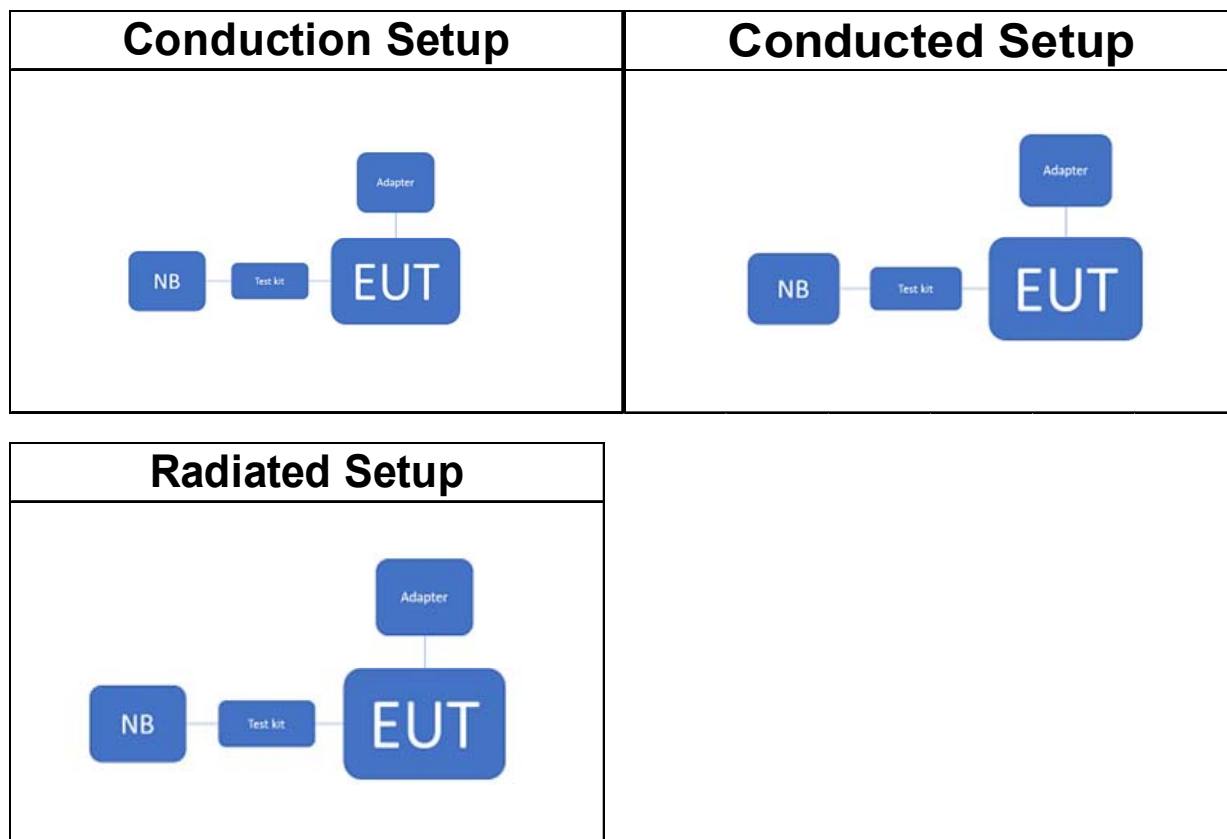 Conduction Setup
Adapter
NB
Test kit
EUT
Conducted Setup
Adapter
NB
Test kit
EUT
Radiated Setup
Adapter
NB
Test kit
EUT